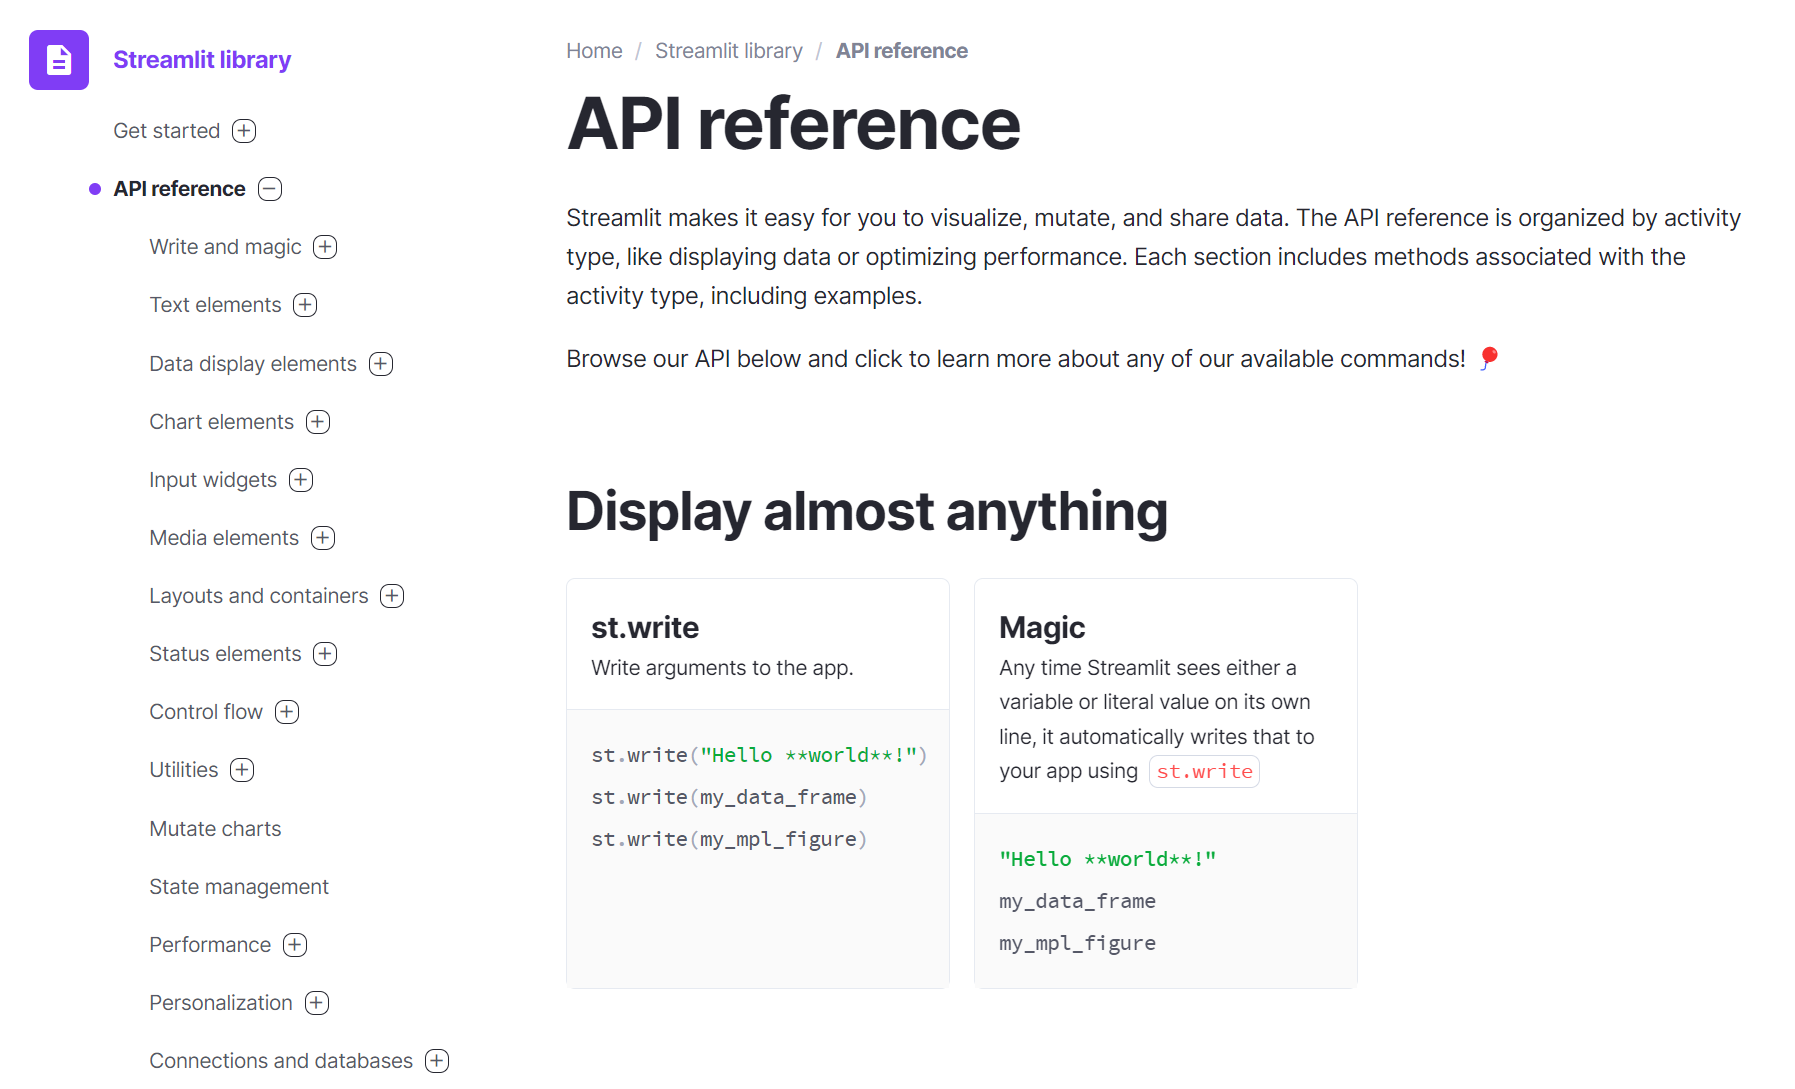 Streamlit library
Get started
API reference
Write and magic
Text elements
Data display elements
Chart elements
Input widgets
Media elements
Layouts and containers
Status elements
Control flow
Utilities
Mutate charts
State management
Performance
Personalization
Connections and databases
Home / Streamlit library / API reference
API reference
Streamlit makes it easy for you to visualize, mutate, and share data. The API reference is organized by activity
type, like displaying data or optimizing performance. Each section includes methods associated with the
activity type, including examples.
Browse our API below and click to learn more about any of our available commands! 🎈
Display almost anything
st.write
Write arguments to the app.
st.write("Hello **world**!")
st.write(my_data_frame)
st.write(my_mpl_figure)
Magic
Any time Streamlit sees either a
variable or literal value on its own
line, it automatically writes that to
your app using st.write
"Hello **world**!"
my_data_frame
my_mpl_figure